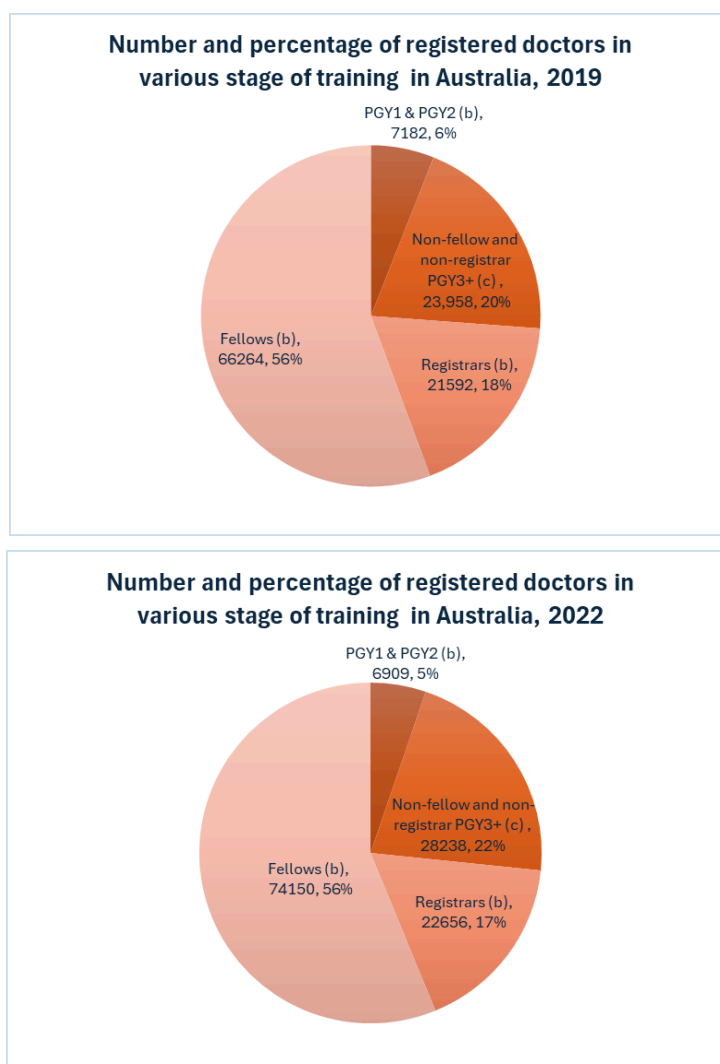 Number and percentage of registered doctors in
various stage of training in Australia, 2019
PGY1 & PGY2 (b),
7182, 6%
Non-fellow and
non-registrar
PGY3+ (c) ,
23,958, 20%
Fellows (b),
66264, 56%
Registrars (b),
21592, 18%
Number and percentage of registered doctors in
various stage of training in Australia, 2022
PGY1 & PGY2 (b),
6909, 5%
Non-fellow and non-
registrar PGY3+ (c) ,
28238, 22%
Fellows (b),
74150, 56%
Registrars (b),
22656, 17%